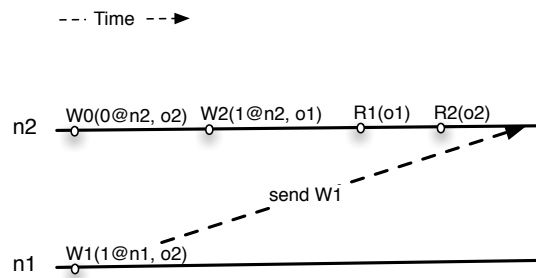 Time
W0(0@n2, o2) W2(1@n2, o1) R1(o1) R2(o2)
n2
send W1
W1(1@n1, o2)
n1